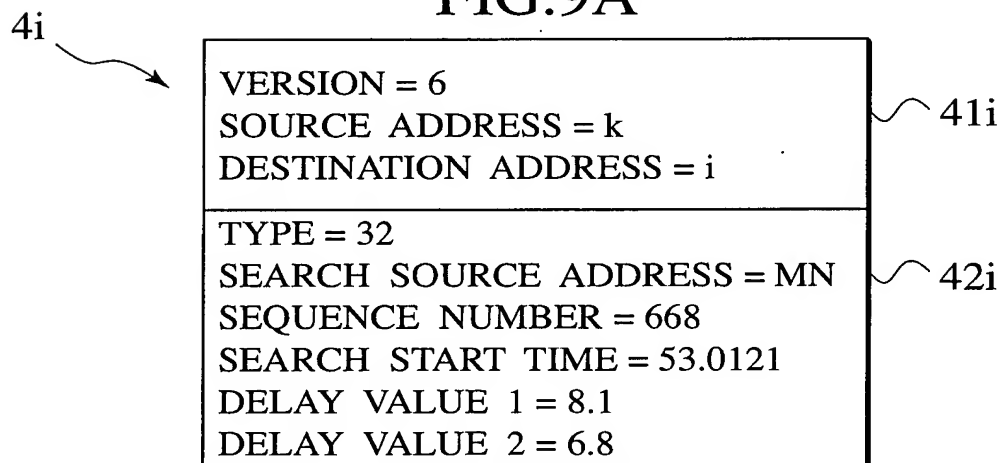 FIG.9A
4i
VERSION = 6
SOURCE ADDRESS = k
DESTINATION ADDRESS = i
41i
TYPE = 32
SEARCH SOURCE ADDRESS = MN
42i
SEQUENCE NUMBER = 668
SEARCH START TIME = 53.0121
DELAY VALUE 1 = 8.1
DELAY VALUE 2 = 6.8